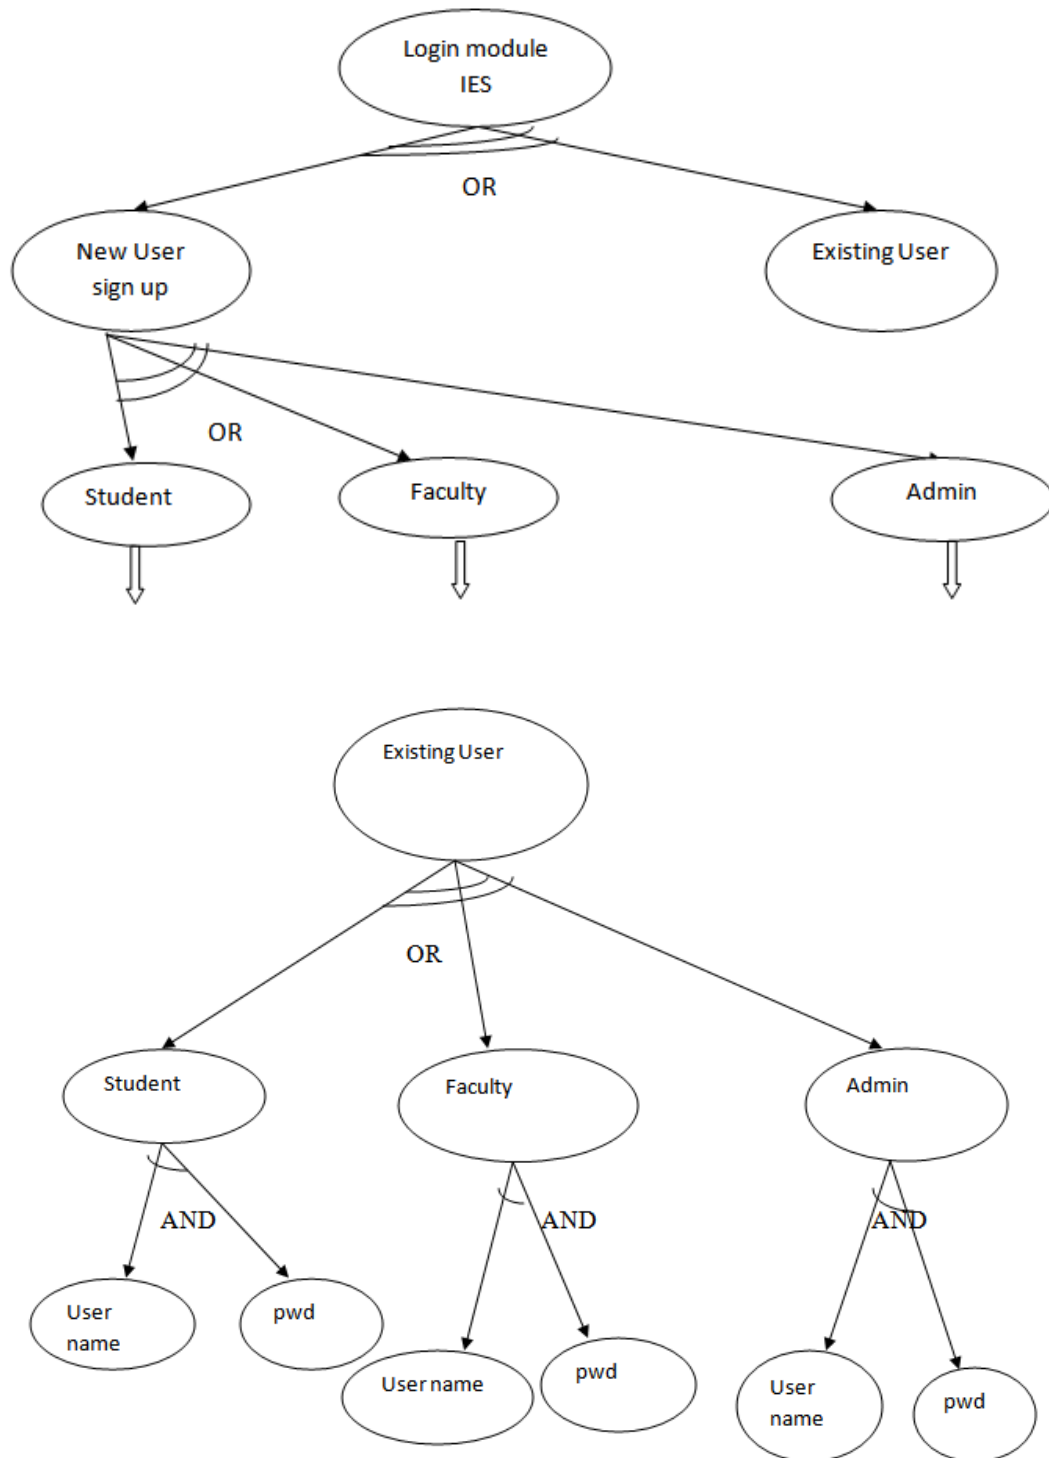 Login module
IES
OR
New User
sign up
Existing User
OR
Student
Faculty
Admin
Existing User
OR
Student
Faculty
Admin
AND
AND
AND
User
name
pwd
User name
pwd
User
name
pwd